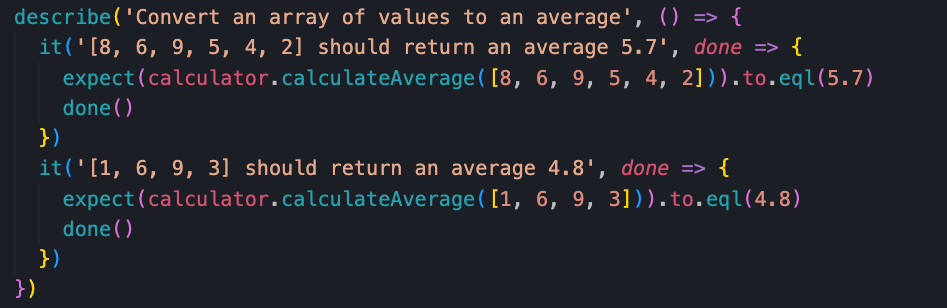 describe('Convert an array of values to an average', () => {
  it('[8, 6, 9, 5, 4, 2] should return an average 5.7', done => {
    expect(calculator.calculateAverage([8, 6, 9, 5, 4, 2])).to.eql(5.7)
    done()
  })
  it('[1, 6, 9, 3] should return an average 4.8', done => {
    expect(calculator.calculateAverage([1, 6, 9, 3])).to.eql(4.8)
    done()
  })
})